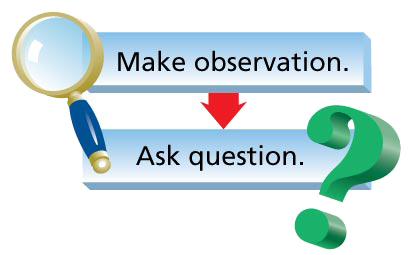 Make observation.
Ask question.
?